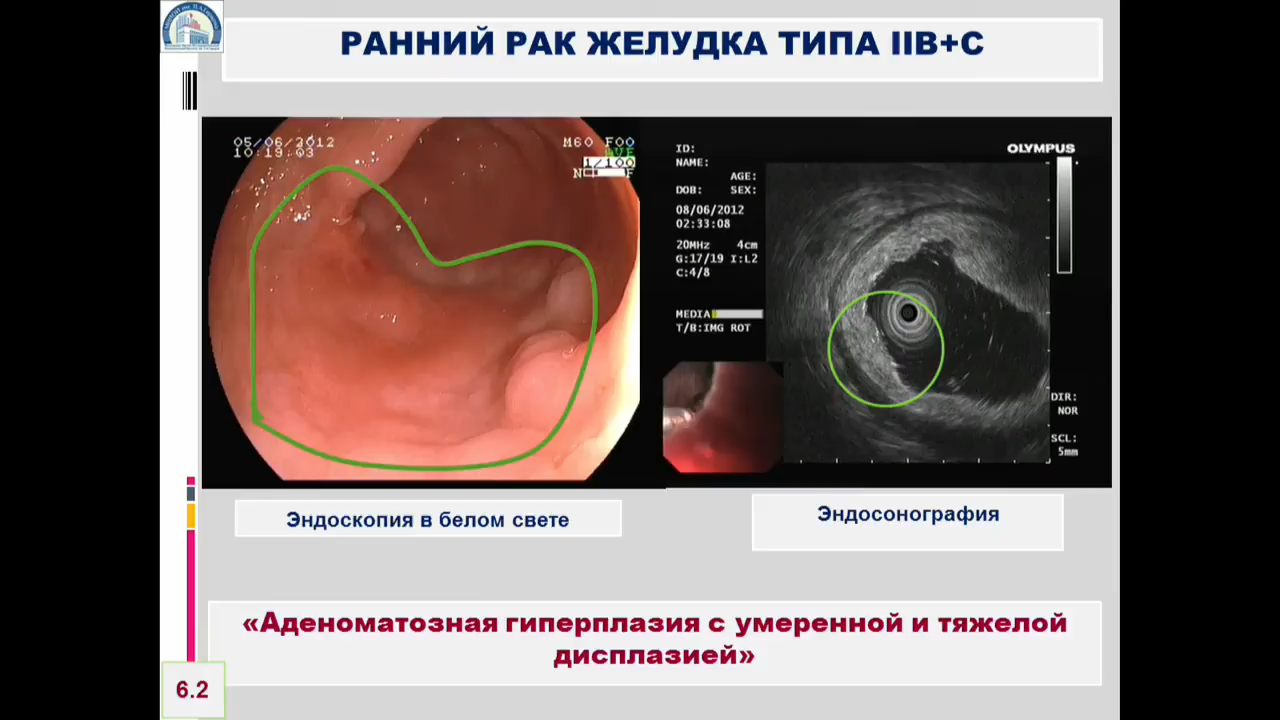 РАННИЙ РАК ЖЕЛУДКА ТИПА IIB+C
05/06/2012
10:19:03
M60 F00
1/100
N F
ID:
NAME:
AGE:
DOB: SEX:
08/06/2012
02:33:08
20MHz 4cm
G:17/19 I:L2
C:4/8
MEDIA
T/B:IMG ROT
OLYMPUS
DIR:
NOR
SCL:
5mm
Эндоскопия в белом свете
Эндосонография
«Аденоматозная гиперплазия с умеренной и тяжелой
дисплазией»
6.2